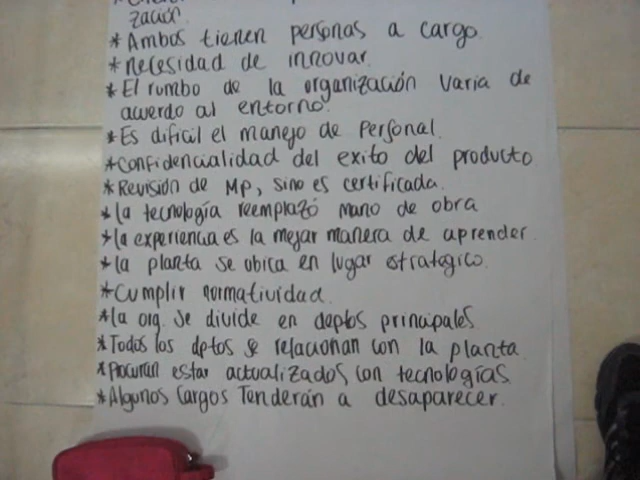 zación.
* Ambos tienen personas a cargo.
* necesidad de innovar.
* El rumbo de la organización varia de
acuerdo al entorno.
* Es dificil el manejo de Personal.
* Confidencialidad del exito del producto
* Revisión de MP, sino es certificada.
* la tecnología reemplazó mano de obra
* la experiencia es la mejar manera de aprender.
* la planta se ubica en lugar estrategico.
* Cumplir normatividad.
* la org. Se divide en deptos principales
* Todos los dptos se relacionan con la planta.
* procuran estar actualizados con tecnologías
* Algunos Cargos Tenderán a desaparecer.